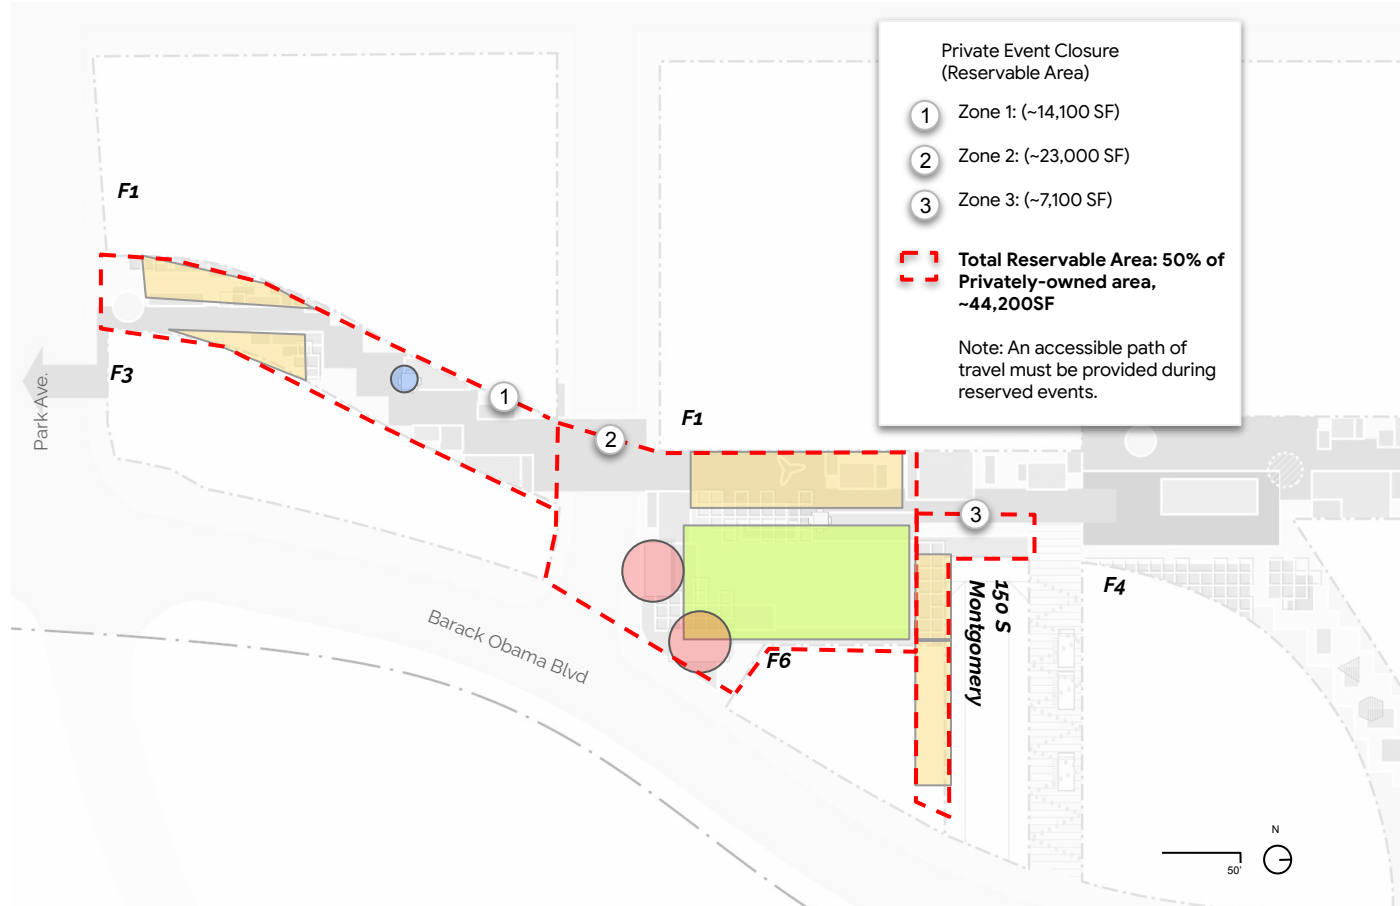 Private Event Closure
(Reservable Area)
1 Zone 1: (~14,100 SF)
2 Zone 2: (~23,000 SF)
3 Zone 3: (~7,100 SF)
Total Reservable Area: 50% of
Privately-owned area,
~44,200SF
Note: An accessible path of
travel must be provided during
reserved events.
F1
F3
Park Ave.
1
2
F1
3
F6
150 S
Montgomery
F4
Barack Obama Blvd
N
50'